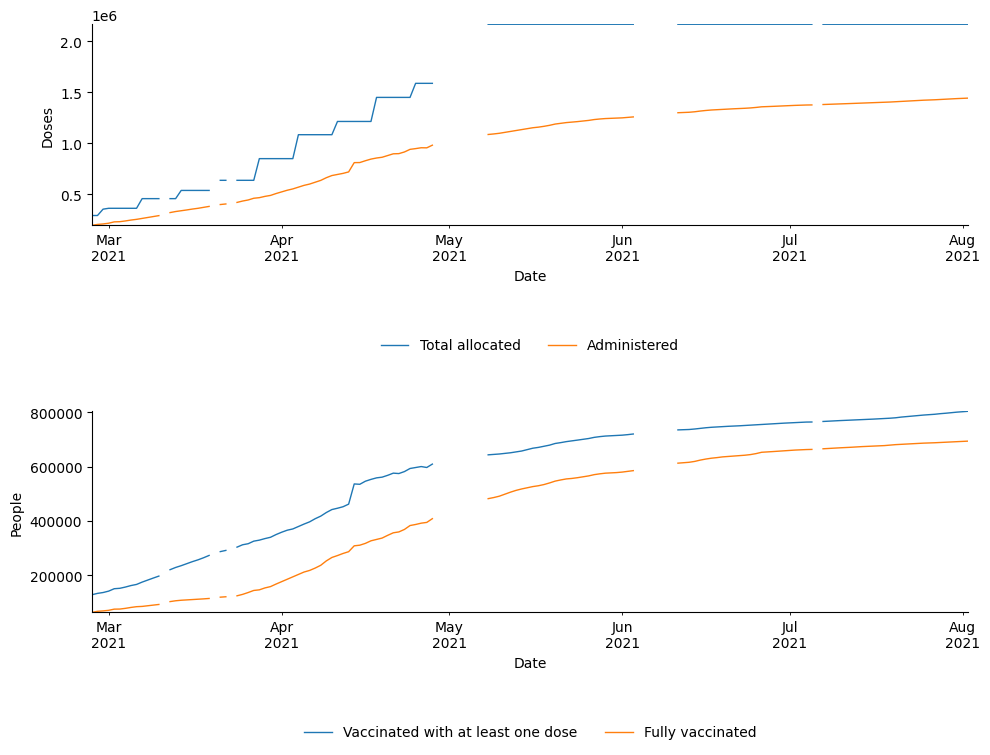 1e6
2.0
1.5
1.0
0.5
Doses
Mar Apr May Jun Jul Aug
2021 2021 2021 2021 2021 2021
Date
Total allocated Administered
800000
600000
400000
200000
People
Mar Apr May Jun Jul Aug
2021 2021 2021 2021 2021 2021
Date
Vaccinated with at least one dose Fully vaccinated